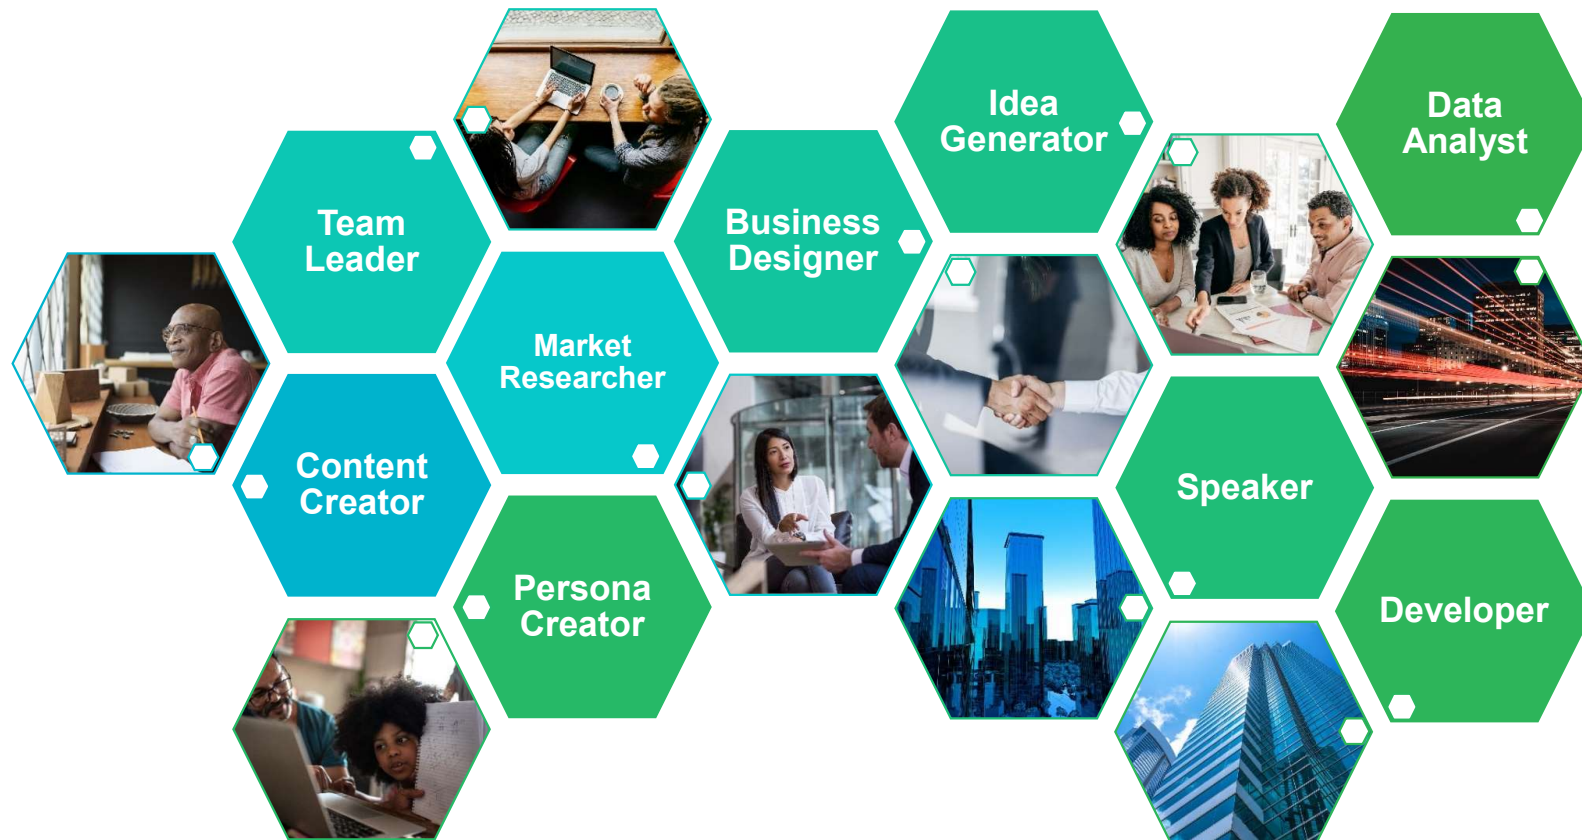 Team
Leader
Content
Creator
Market
Researcher
Persona
Creator
Business
Designer
Idea
Generator
Speaker
Data
Analyst
Developer